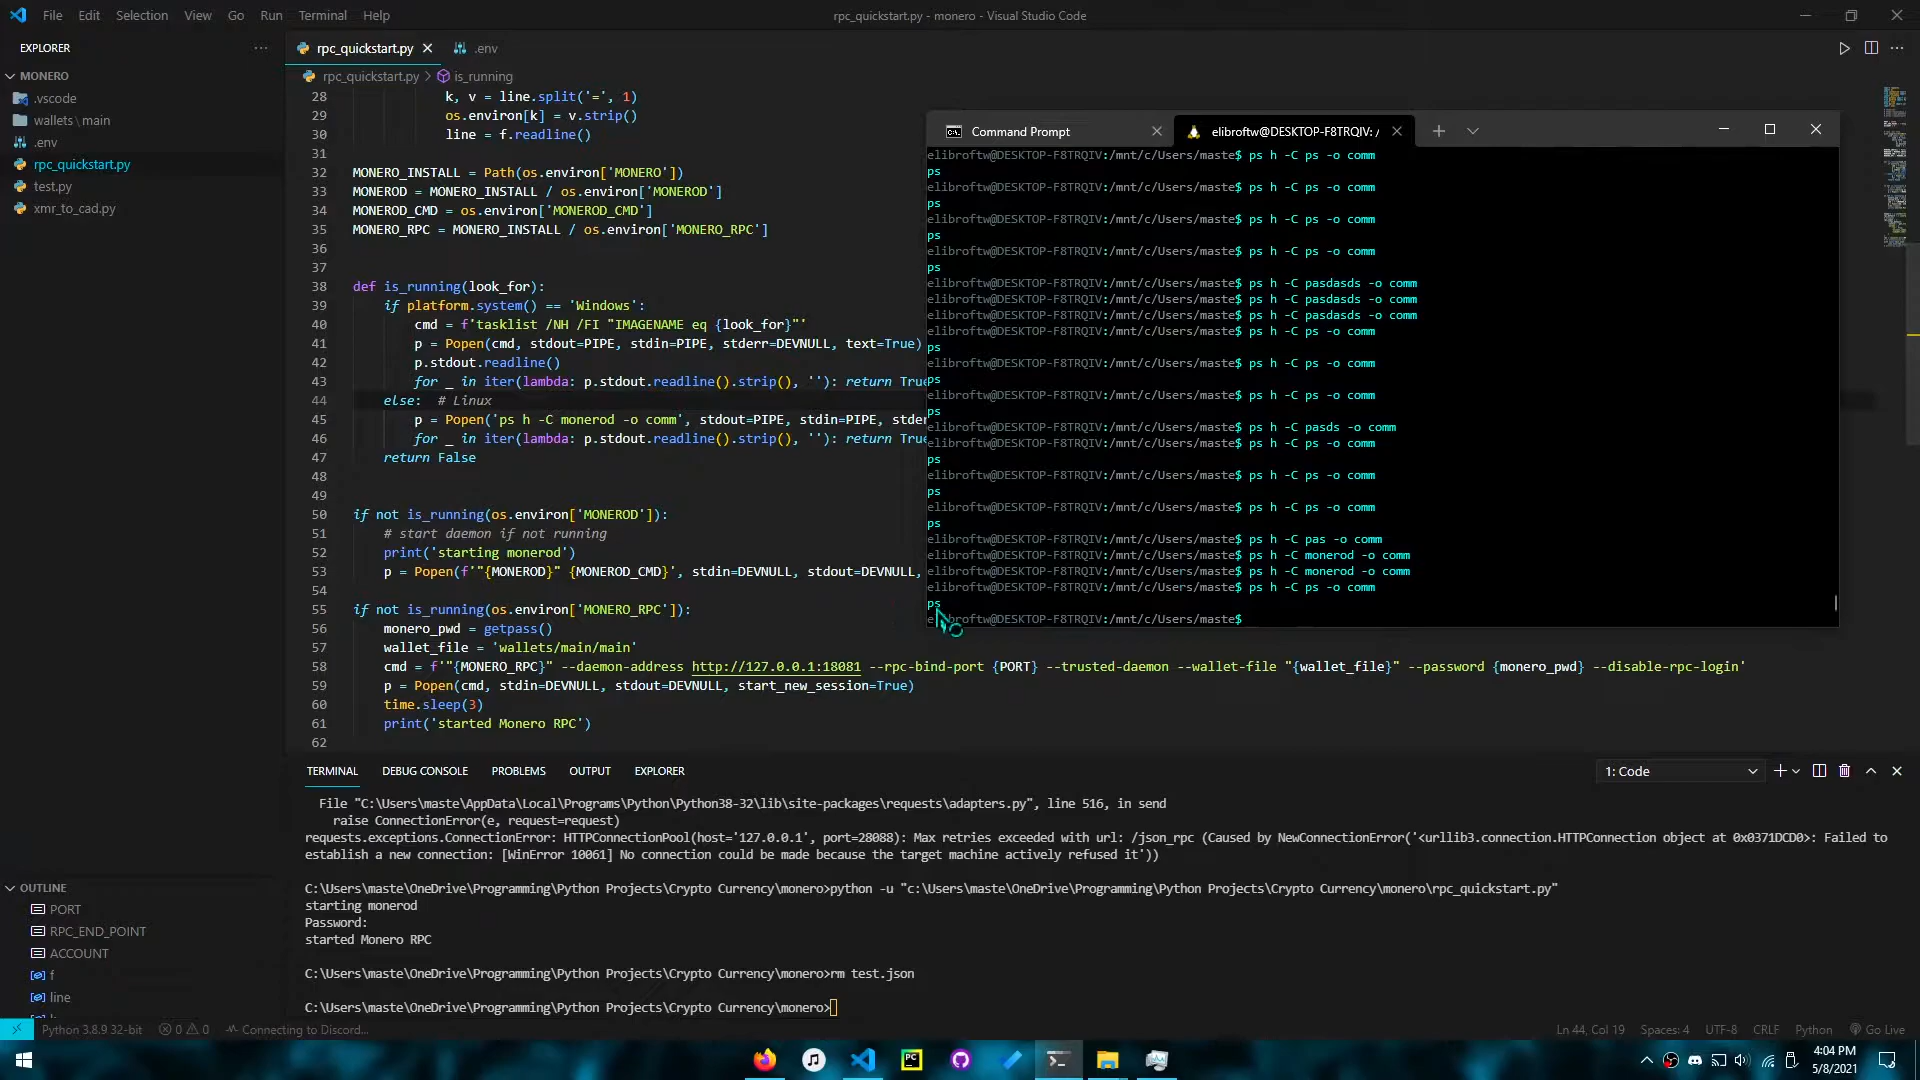 File Edit Selection View Go Run Terminal Help
rpc_quickstart.py - monero - Visual Studio Code
EXPLORER
MONERO
.vscode
wallets\main
.env
rpc_quickstart.py
test.py
xmr_to_cad.py
rpc_quickstart.py .env
rpc_quickstart.py > is_running
28 k, v = line.split('=', 1)
29 os.environ[k] = v.strip()
30 line = f.readline()
31
32 MONERO_INSTALL = Path(os.environ['MONERO'])
33 MONEROD = MONERO_INSTALL / os.environ['MONEROD']
34 MONEROD_CMD = os.environ['MONEROD_CMD']
35 MONERO_RPC = MONERO_INSTALL / os.environ['MONERO_RPC']
36
37
38 def is_running(look_for):
39 if platform.system() == 'Windows':
40 cmd = f'tasklist /NH /FI "IMAGENAME eq {look_for}"'
41 p = Popen(cmd, stdout=PIPE, stdin=PIPE, stderr=DEVNULL, text=True)
42 p.stdout.readline()
43 for _ in iter(lambda: p.stdout.readline().strip(), ''): return True
44 else: # Linux
45 p = Popen('ps h -C monerod -o comm', stdout=PIPE, stdin=PIPE, stder
46 for _ in iter(lambda: p.stdout.readline().strip(), ''): return True
47 return False
48
49
50 if not is_running(os.environ['MONEROD']):
51 # start daemon if not running
52 print('starting monerod')
53 p = Popen(f'"{MONEROD}" {MONEROD_CMD}', stdin=DEVNULL, stdout=DEVNULL,
54
55 if not is_running(os.environ['MONERO_RPC']):
56 monero_pwd = getpass()
57 wallet_file = 'wallets/main/main'
58 cmd = f'"{MONERO_RPC}" --daemon-address http://127.0.0.1:18081 --rpc-bind-port {PORT} --trusted-daemon --wallet-file "{wallet_file}" --password {monero_pwd} --disable-rpc-login'
59 p = Popen(cmd, stdin=DEVNULL, stdout=DEVNULL, start_new_session=True)
60 time.sleep(3)
61 print('started Monero RPC')
62
Command Prompt elibroftw@DESKTOP-F8TRQIV: /
elibroftw@DESKTOP-F8TRQIV:/mnt/c/Users/maste$ ps h -C ps -o comm
ps
elibroftw@DESKTOP-F8TRQIV:/mnt/c/Users/maste$ ps h -C ps -o comm
ps
elibroftw@DESKTOP-F8TRQIV:/mnt/c/Users/maste$ ps h -C ps -o comm
ps
elibroftw@DESKTOP-F8TRQIV:/mnt/c/Users/maste$ ps h -C ps -o comm
ps
elibroftw@DESKTOP-F8TRQIV:/mnt/c/Users/maste$ ps h -C pasdasds -o comm
elibroftw@DESKTOP-F8TRQIV:/mnt/c/Users/maste$ ps h -C pasdasds -o comm
elibroftw@DESKTOP-F8TRQIV:/mnt/c/Users/maste$ ps h -C pasdasds -o comm
elibroftw@DESKTOP-F8TRQIV:/mnt/c/Users/maste$ ps h -C ps -o comm
ps
elibroftw@DESKTOP-F8TRQIV:/mnt/c/Users/maste$ ps h -C ps -o comm
ps
elibroftw@DESKTOP-F8TRQIV:/mnt/c/Users/maste$ ps h -C ps -o comm
ps
elibroftw@DESKTOP-F8TRQIV:/mnt/c/Users/maste$ ps h -C pasds -o comm
elibroftw@DESKTOP-F8TRQIV:/mnt/c/Users/maste$ ps h -C ps -o comm
ps
elibroftw@DESKTOP-F8TRQIV:/mnt/c/Users/maste$ ps h -C ps -o comm
ps
elibroftw@DESKTOP-F8TRQIV:/mnt/c/Users/maste$ ps h -C ps -o comm
ps
elibroftw@DESKTOP-F8TRQIV:/mnt/c/Users/maste$ ps h -C pas -o comm
elibroftw@DESKTOP-F8TRQIV:/mnt/c/Users/maste$ ps h -C monerod -o comm
elibroftw@DESKTOP-F8TRQIV:/mnt/c/Users/maste$ ps h -C monerod -o comm
elibroftw@DESKTOP-F8TRQIV:/mnt/c/Users/maste$ ps h -C ps -o comm
ps
elibroftw@DESKTOP-F8TRQIV:/mnt/c/Users/maste$
TERMINAL DEBUG CONSOLE PROBLEMS OUTPUT EXPLORER
1: Code
File "C:\Users\maste\AppData\Local\Programs\Python\Python38-32\lib\site-packages\requests\adapters.py", line 516, in send
raise ConnectionError(e, request=request)
requests.exceptions.ConnectionError: HTTPConnectionPool(host='127.0.0.1', port=28088): Max retries exceeded with url: /json_rpc (Caused by NewConnectionError('<urllib3.connection.HTTPConnection object at 0x0371DCD0>: Failed to
establish a new connection: [WinError 10061] No connection could be made because the target machine actively refused it'))
C:\Users\maste\OneDrive\Programming\Python Projects\Crypto Currency\monero>python -u "c:\Users\maste\OneDrive\Programming\Python Projects\Crypto Currency\monero\rpc_quickstart.py"
starting monerod
Password:
started Monero RPC
C:\Users\maste\OneDrive\Programming\Python Projects\Crypto Currency\monero>rm test.json
C:\Users\maste\OneDrive\Programming\Python Projects\Crypto Currency\monero>
OUTLINE
PORT
RPC_END_POINT
ACCOUNT
f
line
Python 3.8.9 32-bit 0 0 Connecting to Discord...
Ln 44, Col 19 Spaces: 4 UTF-8 CRLF Python Go Live
PC
4:04 PM
5/8/2021